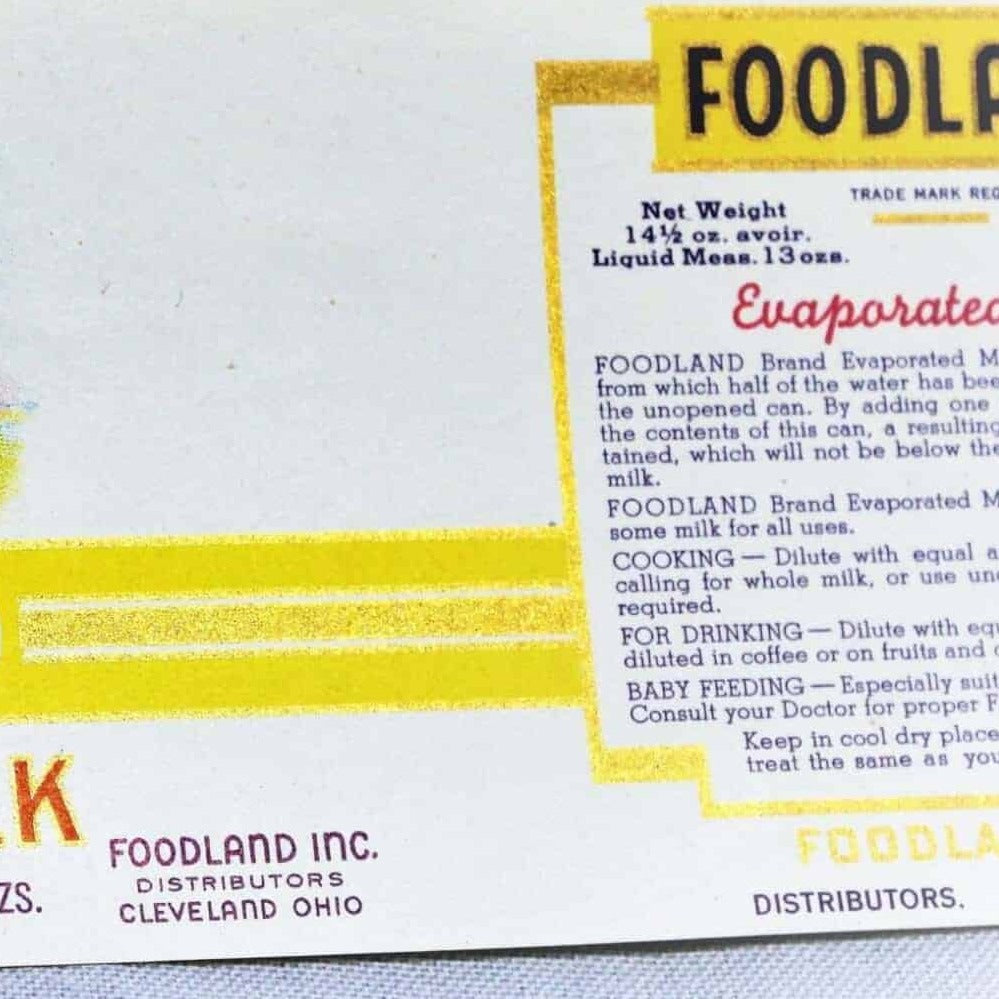 FOODLA
TRADE MARK REG
Net Weight
14½ oz. avoir.
Liquid Meas. 13 ozs.
Evaporated
FOODLAND Brand Evaporated M
from which half of the water has bee
the unopened can. By adding one
the contents of this can, a resulting
tained, which will not be below the
milk.
FOODLAND Brand Evaporated M
some milk for all uses.
COOKING — Dilute with equal a
calling for whole milk, or use un
required.
FOR DRINKING — Dilute with equ
diluted in coffee or on fruits and c
BABY FEEDING — Especially suit
Consult your Doctor for proper F
Keep in cool dry place
treat the same as you
FOODLA
DISTRIBUTORS.
LK
ZS.
FOODLAND INC.
DISTRIBUTORS
CLEVELAND OHIO